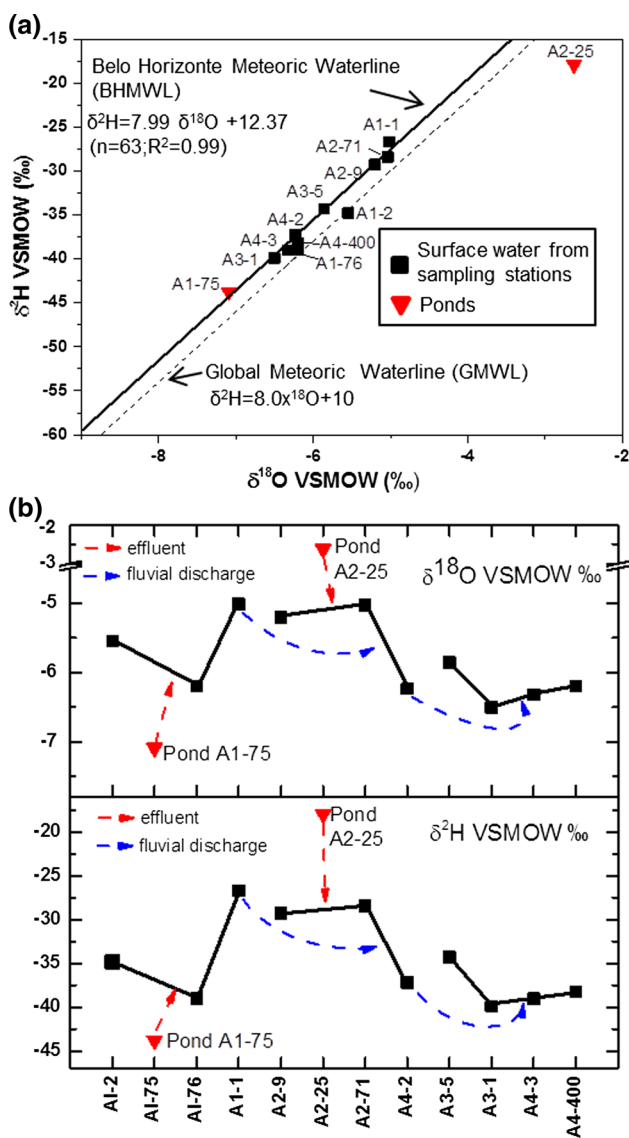 (a)
-15
-20
-25
-30
-35
-40
-45
-50
-55
-60
δ²H VSMOW (‰)
Belo Horizonte Meteoric Waterline
(BHMWL)
δ²H=7.99 δ¹⁸O +12.37
(n=63;R²=0.99)
A2-25
A1-1
A2-71
A2-9
A3-5
A1-2
A4-2
A4-3
A4-400
A3-1
A1-76
A1-75
Surface water from
sampling stations
Ponds
Global Meteoric Waterline (GMWL)
δ²H=8.0x¹⁸O+10
-8
-6
-4
-2
δ¹⁸O VSMOW (‰)
(b)
-2
-3
-5
-6
-7
effluent
fluvial discharge
Pond
A2-25
δ¹⁸O VSMOW ‰
Pond A1-75
-20
-25
-30
-35
-40
-45
effluent
fluvial discharge
Pond
A2-25
δ²H VSMOW ‰
Pond A1-75
AI-2
AI-75
AI-76
A1-1
A2-9
A2-25
A2-71
A4-2
A3-5
A3-1
A4-3
A4-400